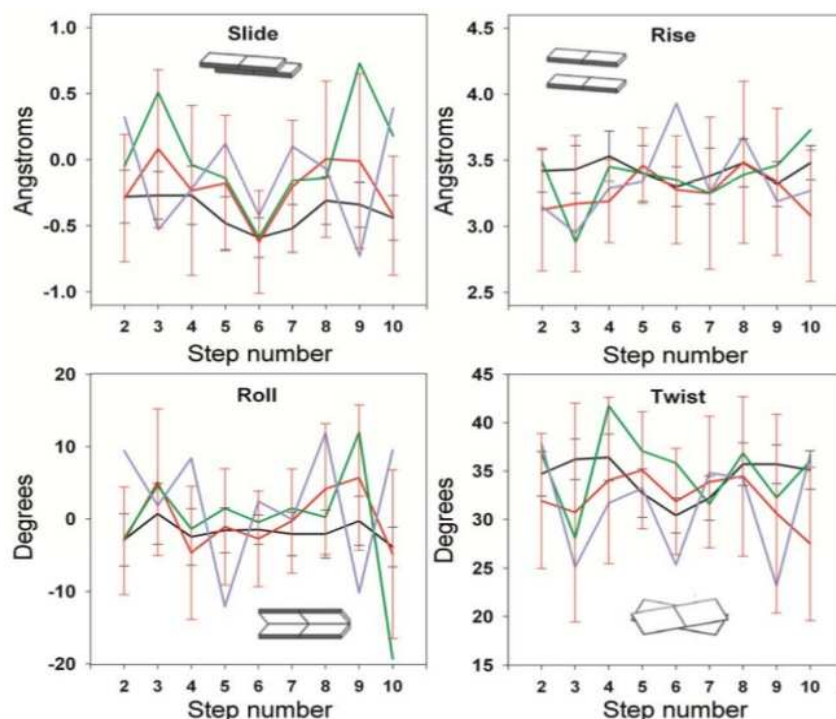 Slide
1.0
0.5
0.0
-0.5
-1.0
Angstroms
2 3 4 5 6 7 8 9 10
Step number
Rise
4.5
4.0
3.5
3.0
2.5
Angstroms
2 3 4 5 6 7 8 9 10
Step number
Roll
20
10
0
-10
-20
Degrees
2 3 4 5 6 7 8 9 10
Step number
Twist
45
40
35
30
25
20
15
Degrees
2 3 4 5 6 7 8 9 10
Step number